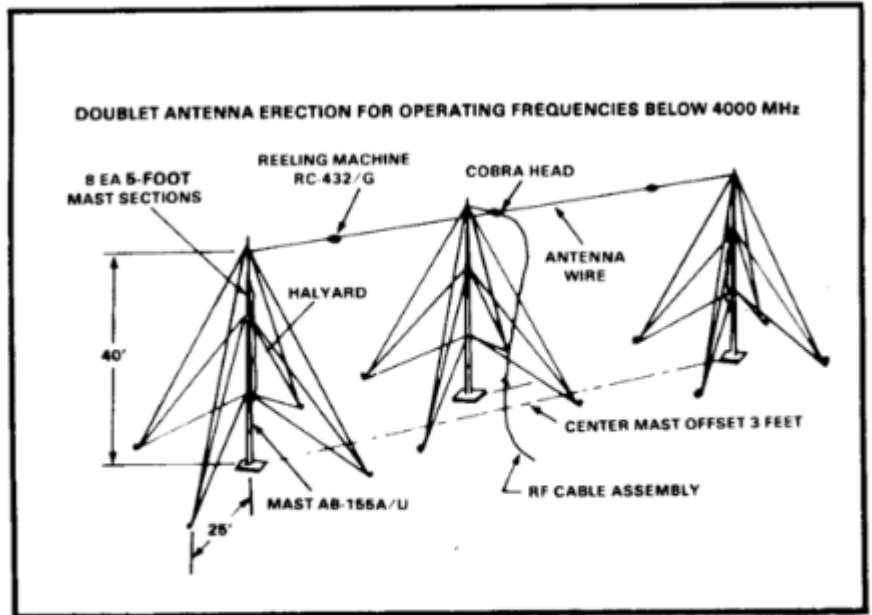 DOUBLET ANTENNA ERECTION FOR OPERATING FREQUENCIES BELOW 4000 MHz
REELING MACHINE
RC-432/G
COBRA HEAD
8 EA 5-FOOT
MAST SECTIONS
ANTENNA
WIRE
HALYARD
40'
CENTER MAST OFFSET 3 FEET
MAST AB-155A/U
RF CABLE ASSEMBLY
25'